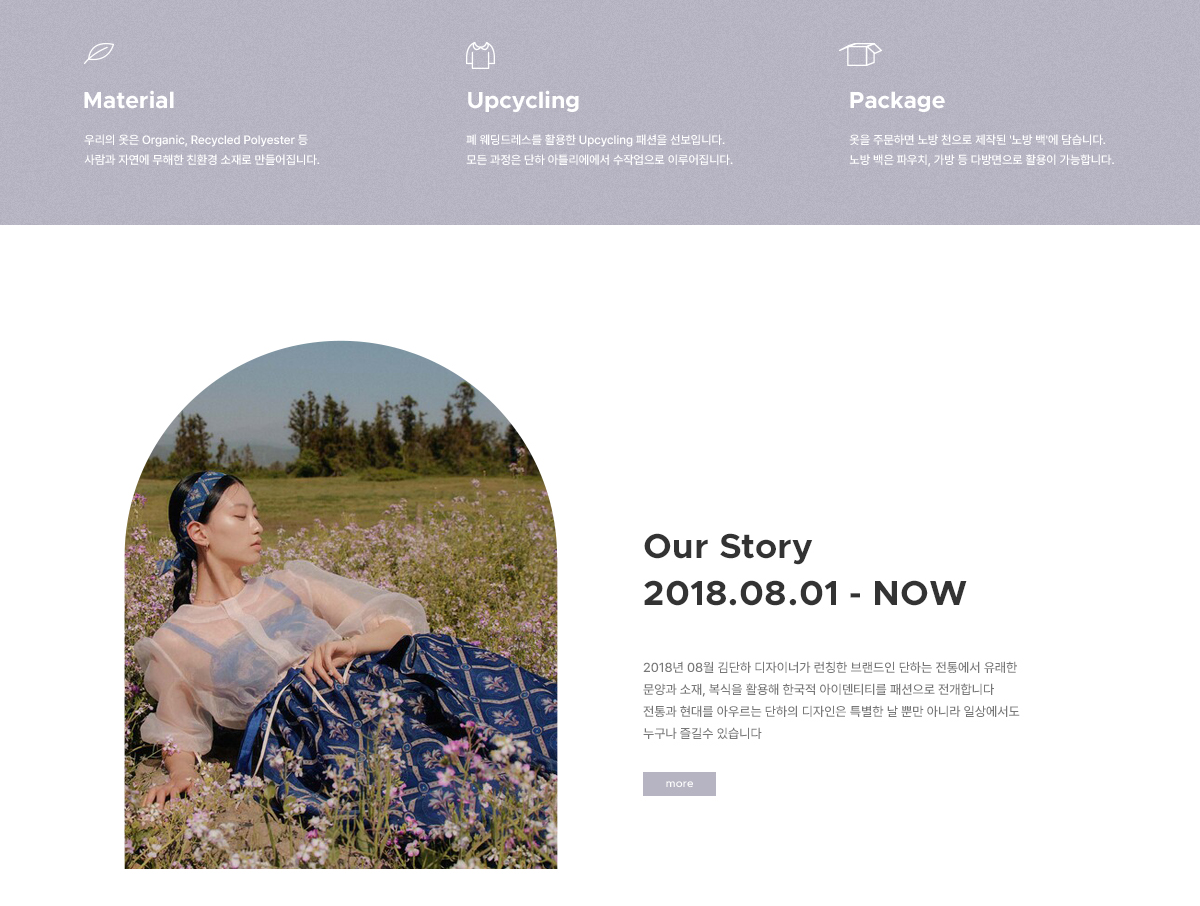 Material
우리의 옷은 Organic, Recycled Polyester 등
사람과 자연에 무해한 친환경 소재로 만들어집니다.
Upcycling
폐 웨딩드레스를 활용한 Upcycling 패션을 선보입니다.
모든 과정은 단하 아틀리에에서 수작업으로 이루어집니다.
Package
옷을 주문하면 노방 천으로 제작된 '노방 백'에 담습니다.
노방 백은 파우치, 가방 등 다방면으로 활용이 가능합니다.
Our Story
2018.08.01 - NOW
2018년 08월 김단하 디자이너가 런칭한 브랜드인 단하는 전통에서 유래한
문양과 소재, 복식을 활용해 한국적 아이덴티티를 패션으로 전개합니다
전통과 현대를 아우르는 단하의 디자인은 특별한 날 뿐만 아니라 일상에서도
누구나 즐길수 있습니다
more